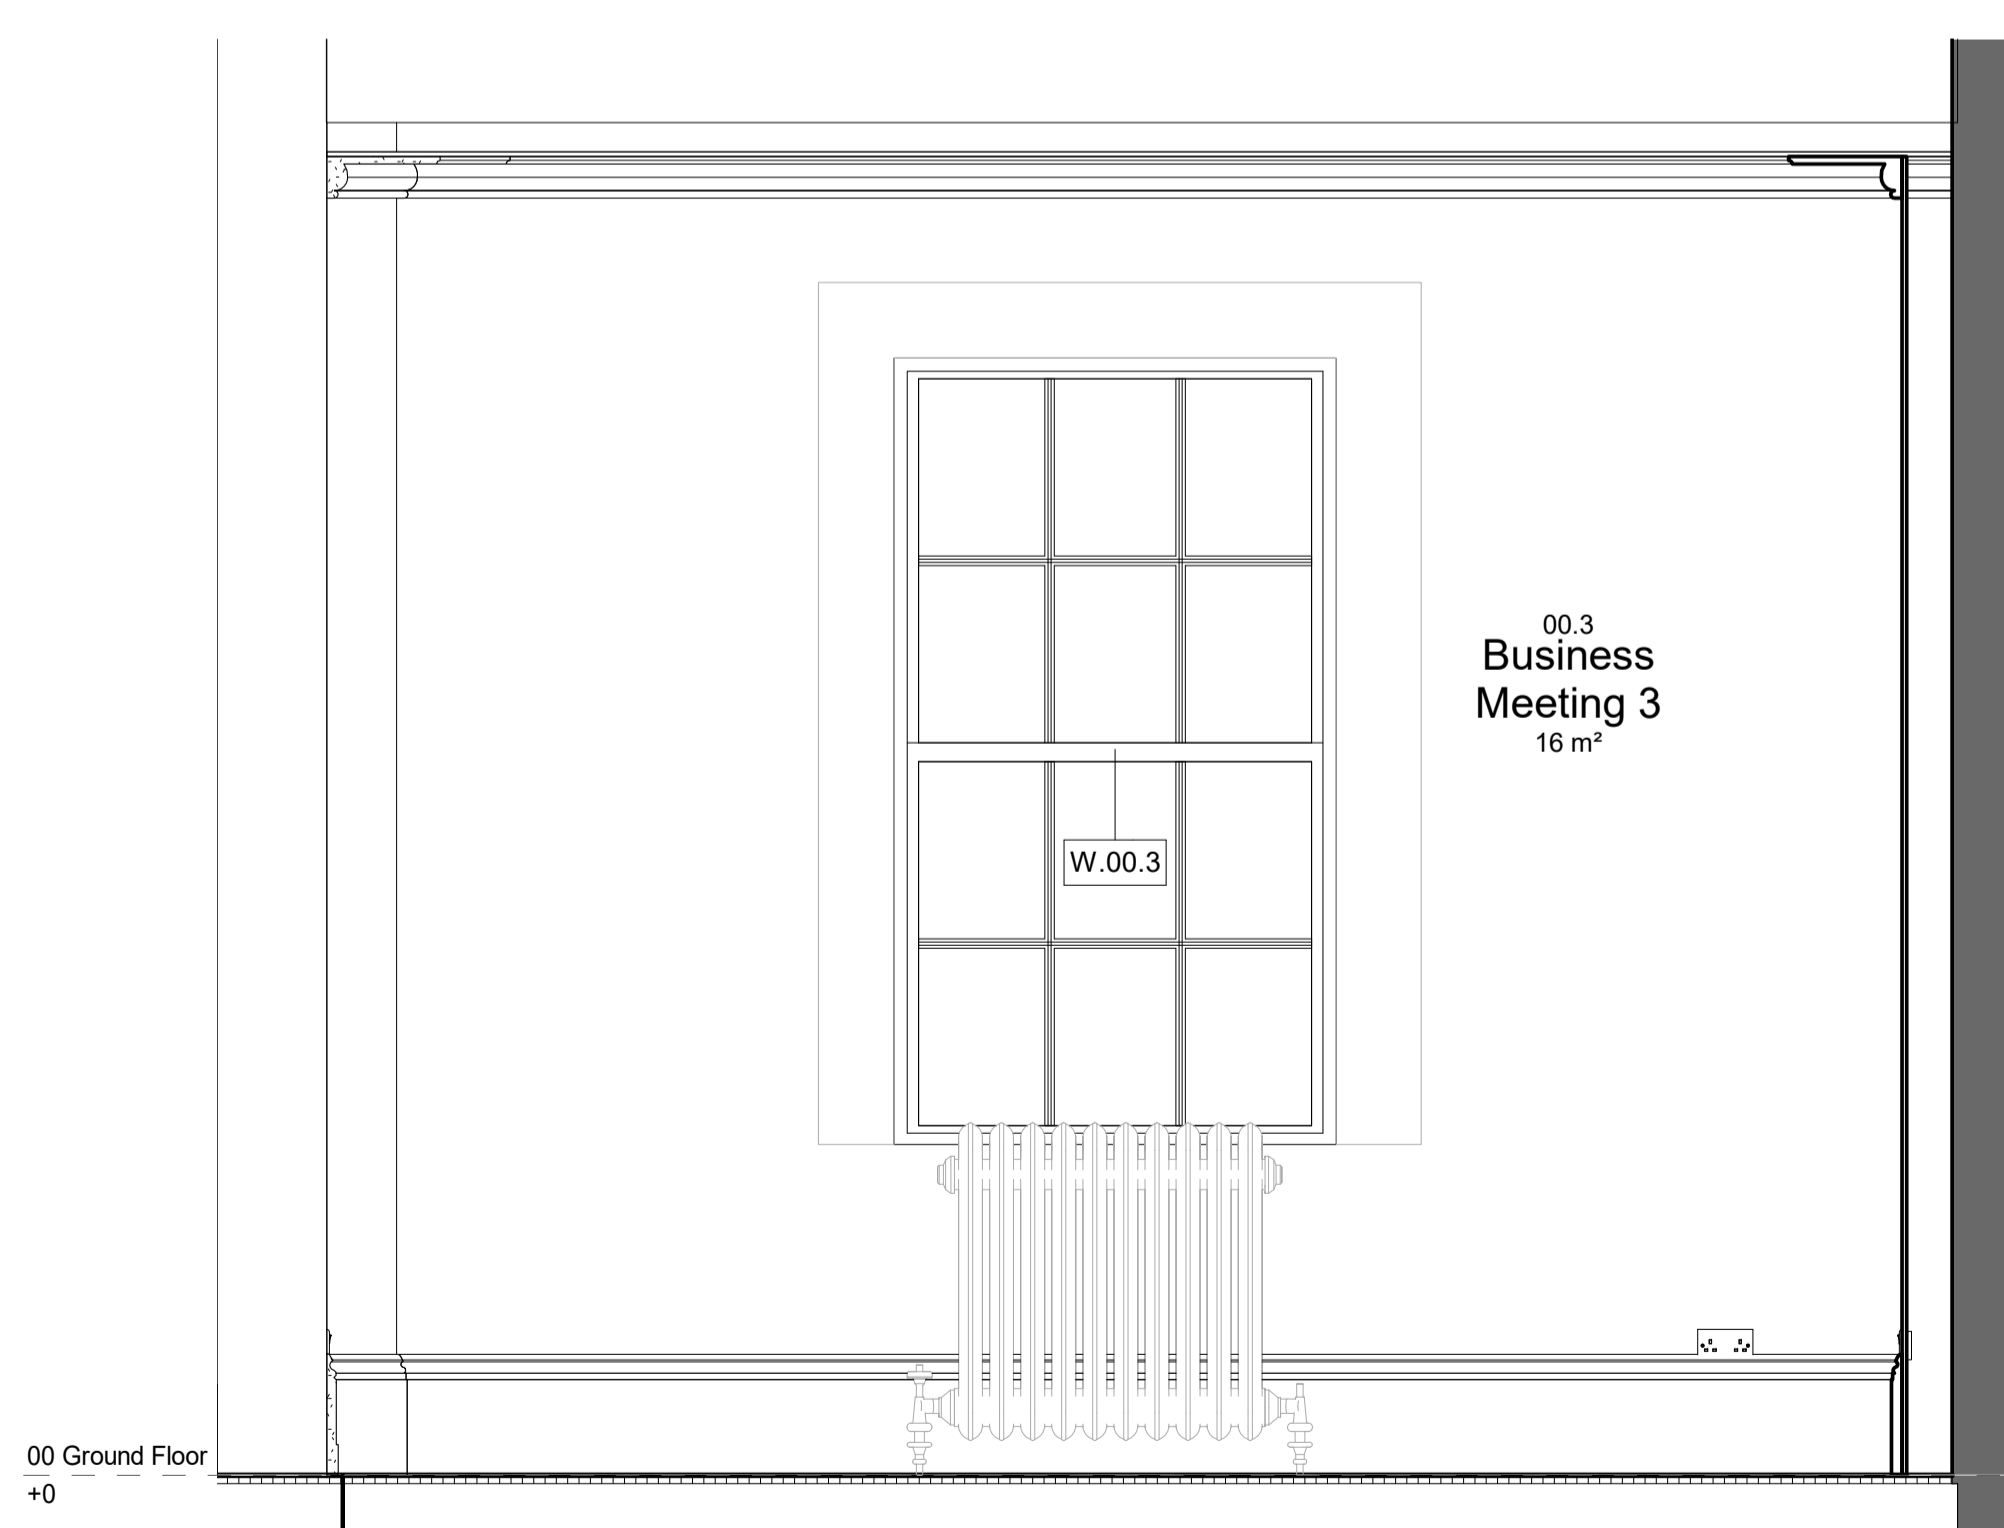 00.3
Business
Meeting 3
16 m²
W.00.3
00 Ground Floor
+0